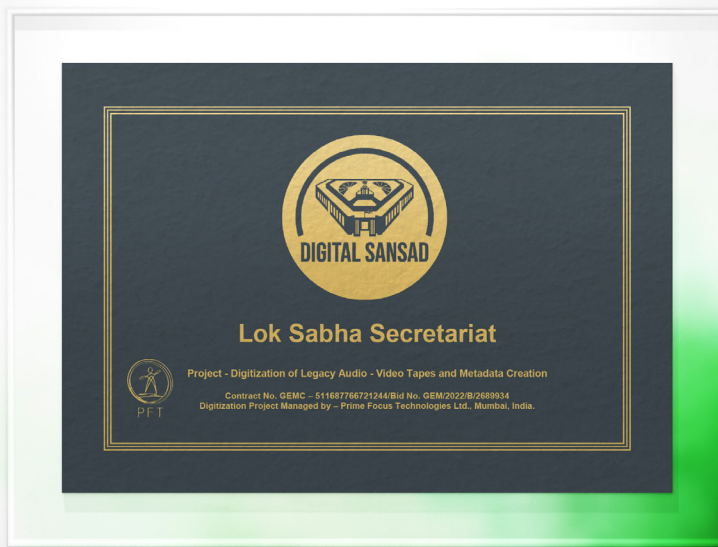 DIGITAL SANSAD
Lok Sabha Secretariat
Project - Digitization of Legacy Audio - Video Tapes and Metadata Creation
Contract No. GEMC – 511687766721244/Bid No. GEM/2022/B/2689934
Digitization Project Managed by – Prime Focus Technologies Ltd., Mumbai, India.
PFT